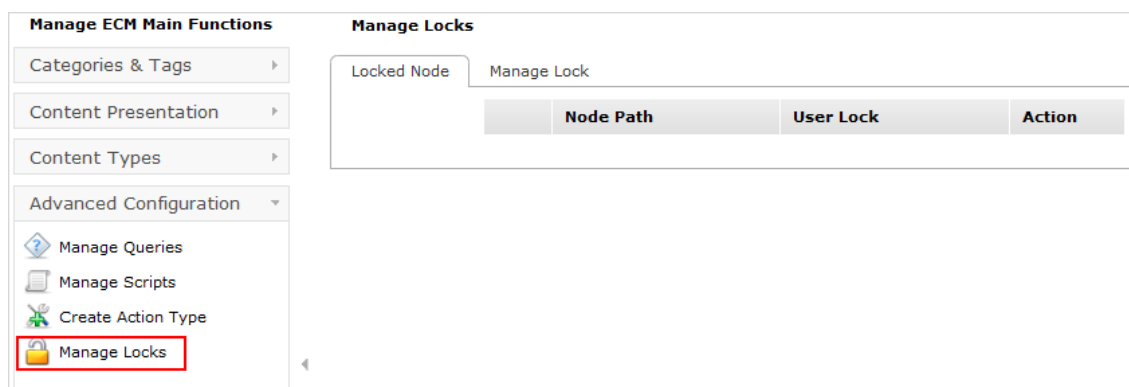 Manage ECM Main Functions
Categories & Tags
Content Presentation
Content Types
Advanced Configuration
Manage Queries
Manage Scripts
Create Action Type
Manage Locks
Manage Locks
Locked Node Manage Lock
Node Path User Lock Action